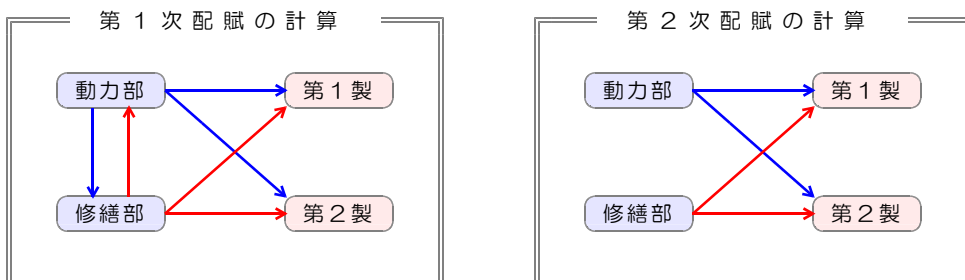 第１次配賦の計算
動力部
第１製
修繕部
第２製
第２次配賦の計算
動力部
第１製
修繕部
第２製